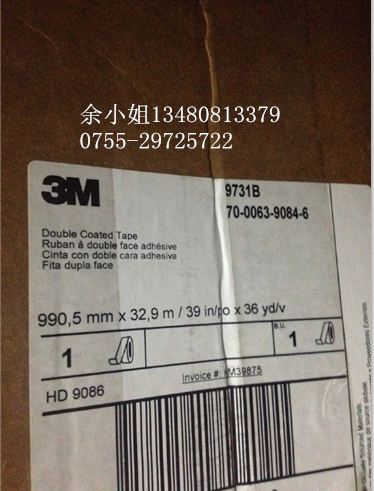 余小姐13480813379
0755-29725722
3M
9731B
70-0063-9084-6
Double Coated Tape
Ruban à double face adhésive
Cinta con doble cara adhesiva
Fita dupla face
990,5 mm x 32,9 m / 39 in/po x 36 yd/v
1
B.U.
1
Invoice #: HM39875
HD 9086